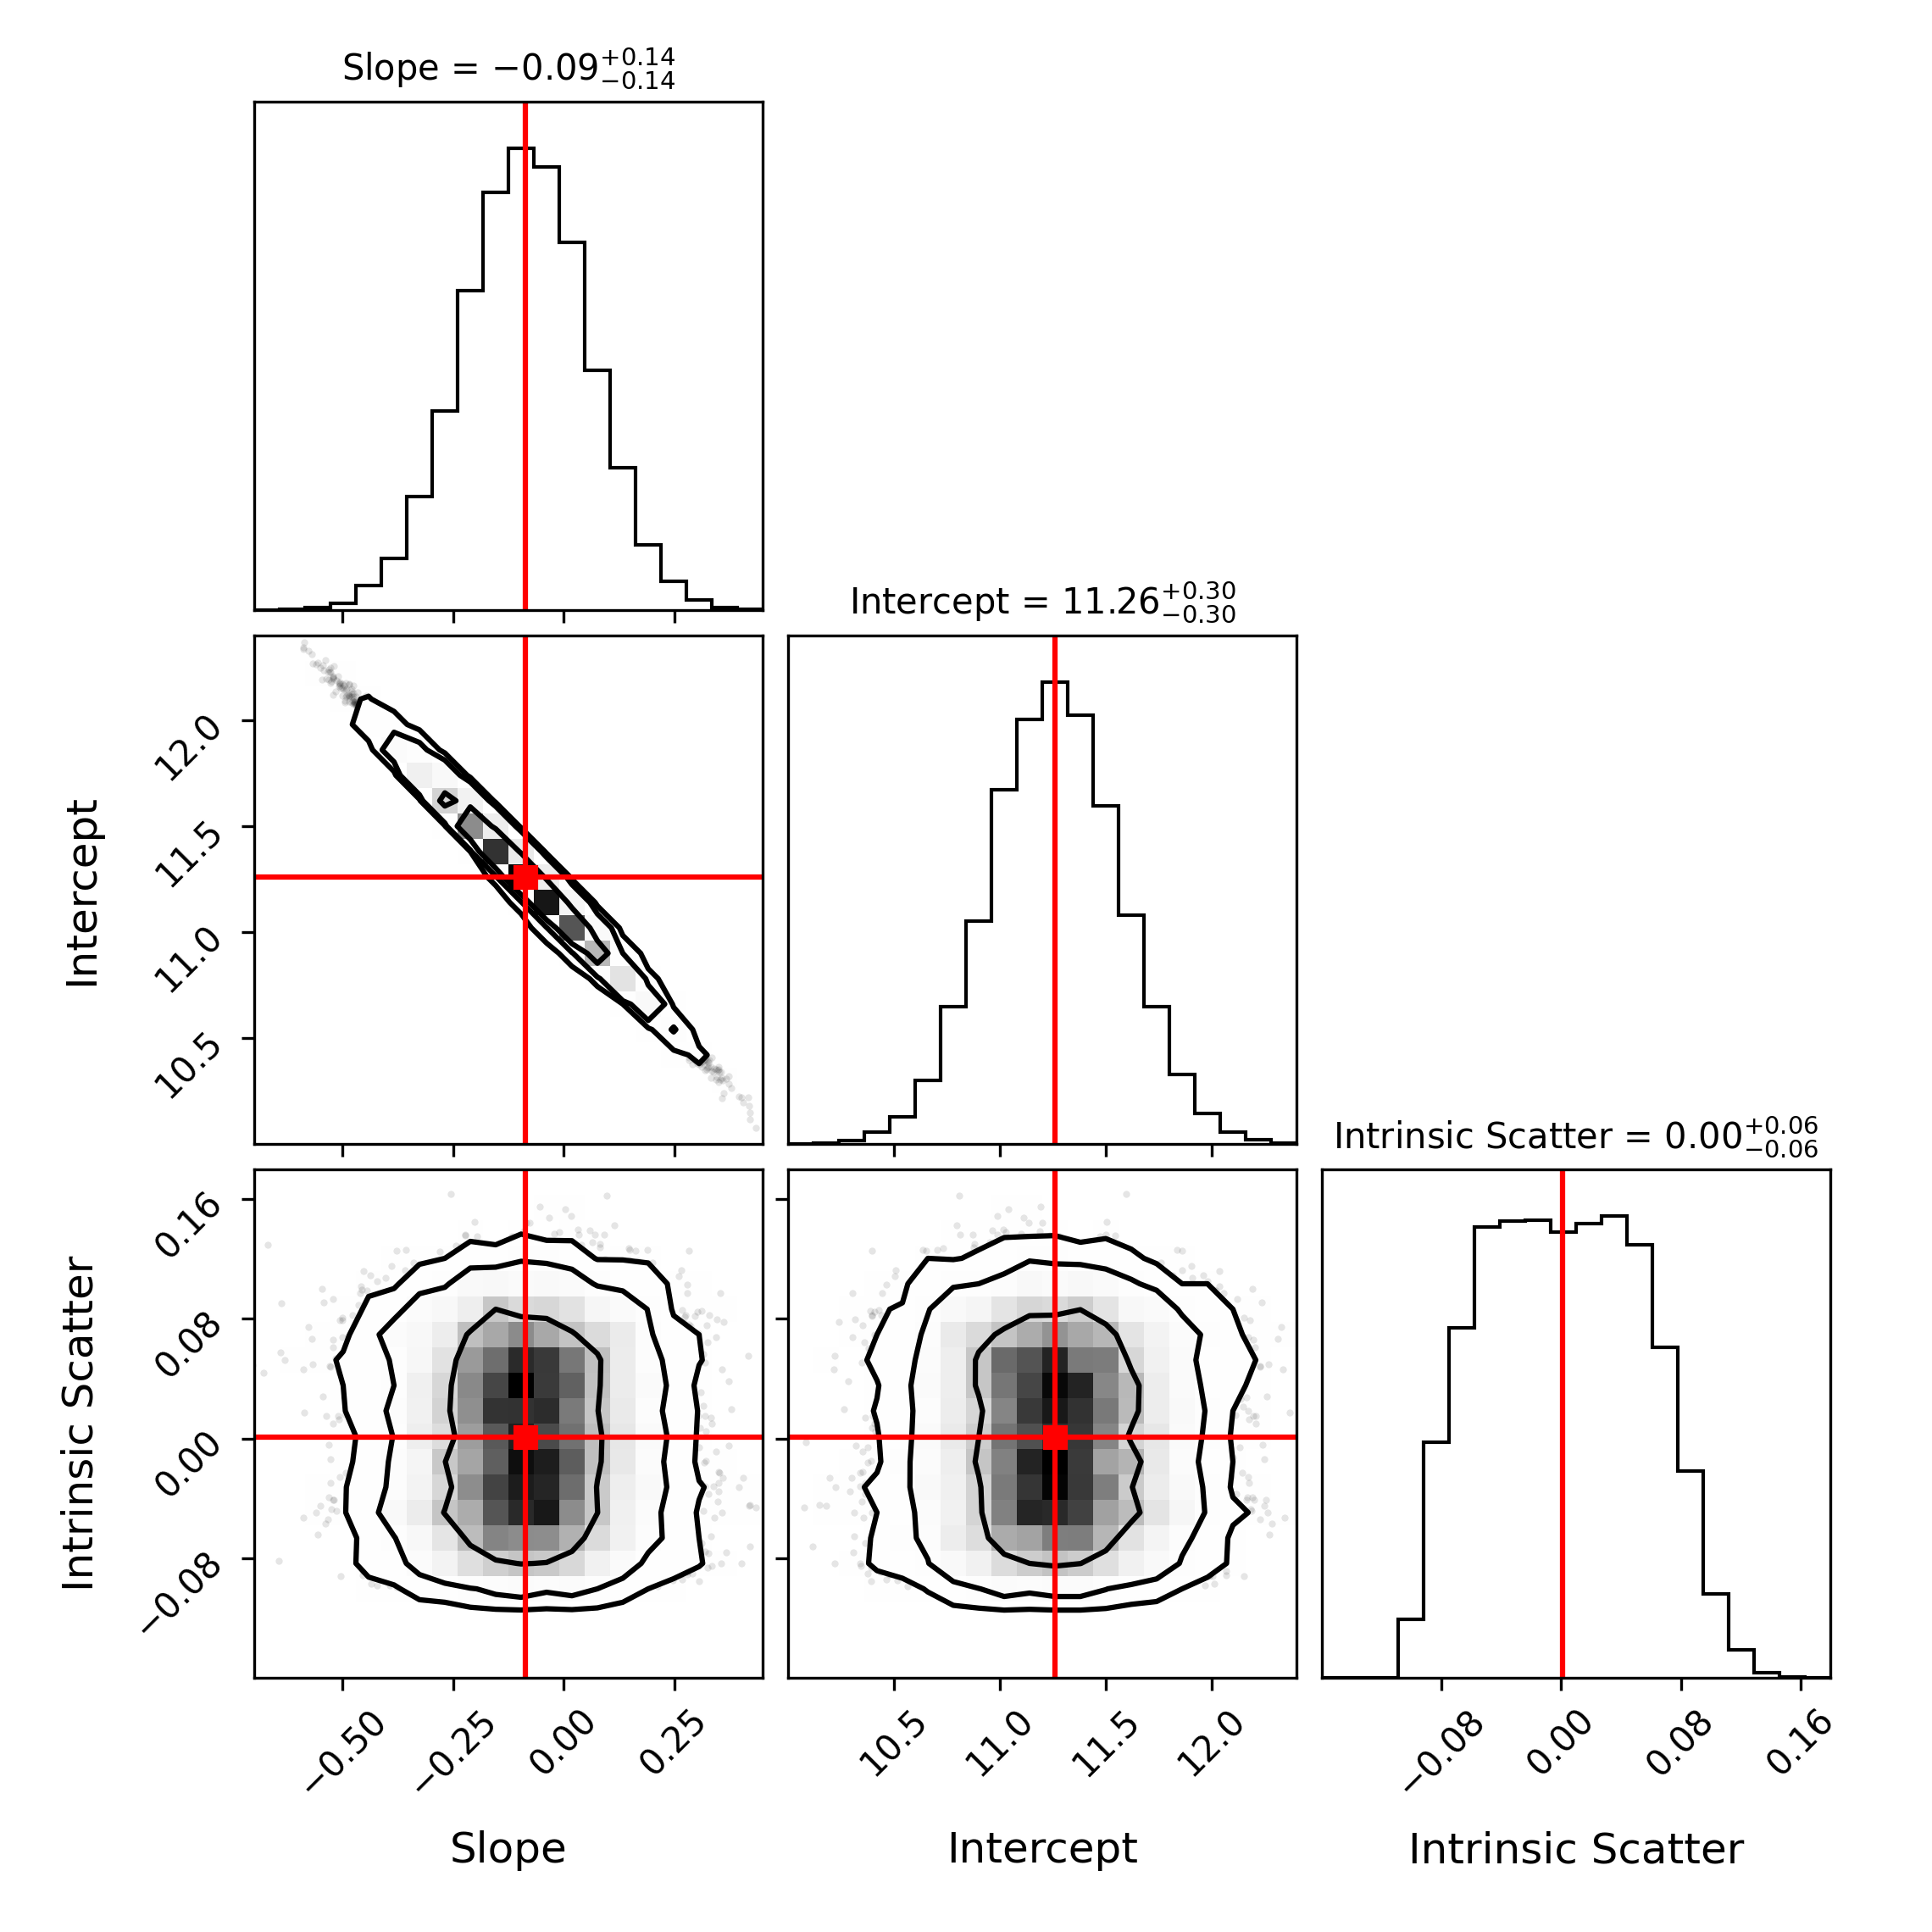 Slope = −0.09+0.14−0.14
Intercept = 11.26+0.30−0.30
Intercept
12.0
11.5
11.0
10.5
Intrinsic Scatter = 0.00+0.06−0.06
Intrinsic Scatter
0.16
0.08
0.00
−0.08
−0.50 −0.25 0.00 0.25
10.5 11.0 11.5 12.0
−0.08 0.00 0.08 0.16
Slope
Intercept
Intrinsic Scatter